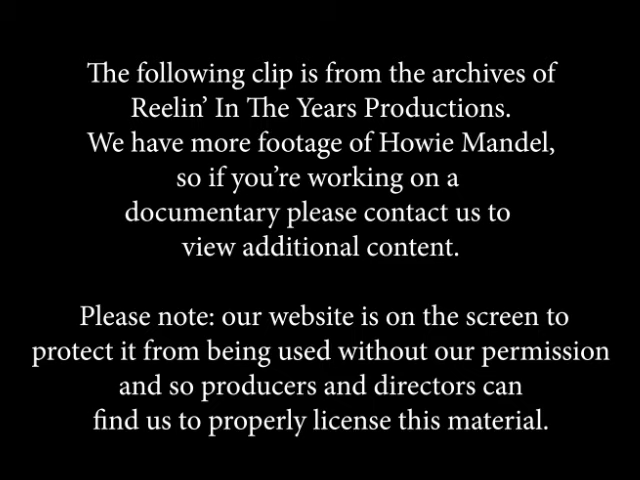 The following clip is from the archives of
Reelin’ In The Years Productions.
We have more footage of Howie Mandel,
so if you’re working on a
documentary please contact us to
view additional content.
Please note: our website is on the screen to
protect it from being used without our permission
and so producers and directors can
find us to properly license this material.